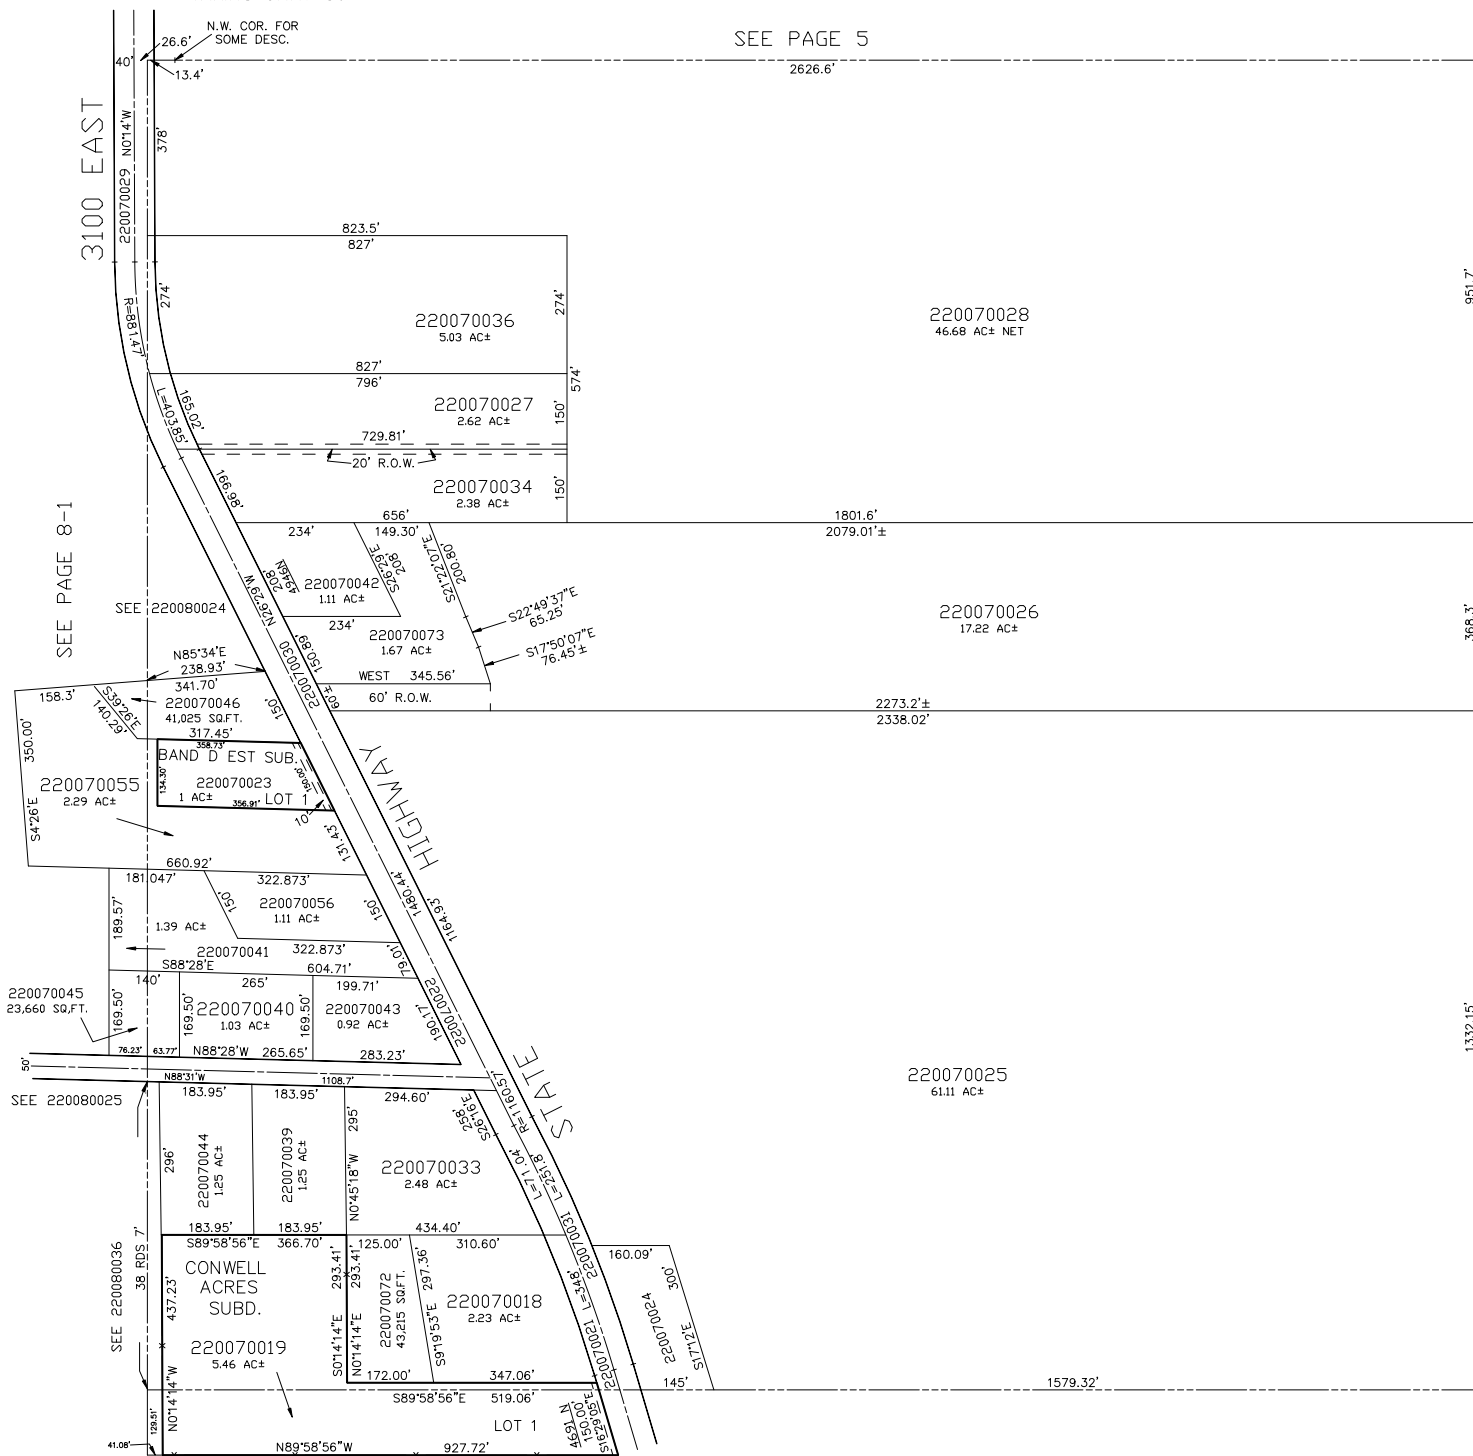 N.W. COR. FOR
SOME DESC.
26.6'
40'
13.4'
SEE PAGE 5
2626.6'
3100 EAST
220070029
N0°14'W
378'
823.5'
827'
274'
R=881.47'
220070036
5.03 AC±
274'
574'
220070028
46.68 AC± NET
951.7'
827'
796'
165.02'
L=403.85'
220070027
2.62 AC±
150'
729.81'
20' R.O.W.
220070034
2.38 AC±
150'
166.98'
656'
1801.6'
2079.01'±
234'
149.30'
SEE PAGE 8-1
4946N
208'
220070042
1.11 AC±
S26°29'E
208'
S21°22'07"E
200.80'
N26°29'W
234'
S22°49'37"E
65.25'
220070073
1.67 AC±
S17°50'07"E
76.45'±
220070026
17.22 AC±
368.3'
SEE 220080024
150.89'
220070030
N85°34'E
238.93'
341.70'
WEST 345.56'
60' R.O.W.
60'±
2273.2'±
2338.02'
158.3'
S39°26'E
140.29'
220070046
41,025 SQ.FT.
317.45'
150'
350.00'
358.73'
BAND D EST SUB.
220070023
1 AC±
LOT 1
134.30'
150.00'
356.91'
10'
220070055
2.29 AC±
S4°26'E
131.43'
HIGHWAY
660.92'
181.047'
322.873'
150'
220070056
1.11 AC±
150'
1480.44'
1164.93'
189.57'
1.39 AC±
220070041
322.873'
79.01'
S88°28'E
604.71'
140'
265'
199.71'
220070045
23,660 SQ.FT.
169.50'
169.50'
220070040
1.03 AC±
169.50'
220070043
0.92 AC±
190.17'
220070022
1332.15'
76.23'
63.77'
N88°28'W
265.65'
283.23'
50'
N88°31'W
1108.7'
220070025
61.11 AC±
SEE 220080025
183.95'
183.95'
294.60'
S26°16'E
258'
R=1160.57'
STATE
296'
220070044
1.25 AC±
220070039
1.25 AC±
295'
N0°45'18"W
220070033
2.48 AC±
L=71.04'
L=251.8'
220070031
183.95'
183.95'
434.40'
S89°58'56"E
366.70'
125.00'
310.60'
160.09'
SEE 220080036
38 RDS 7'
CONWELL
ACRES
SUBD.
437.23'
293.41'
293.41'
S0°14'14"E
N0°14'14"E
220070072
43,215 SQ.FT.
297.36'
S9°19'53"E
220070018
2.23 AC±
L=348'
220070021
300'
220070024
S17°12'E
220070019
5.46 AC±
N0°14'14"W
172.00'
347.06'
145'
1579.32'
S89°58'56"E
519.06'
129.51'
LOT 1
4691 N
150.00'
S16°29'05"E
41.08'
N89°58'56"W
927.72'